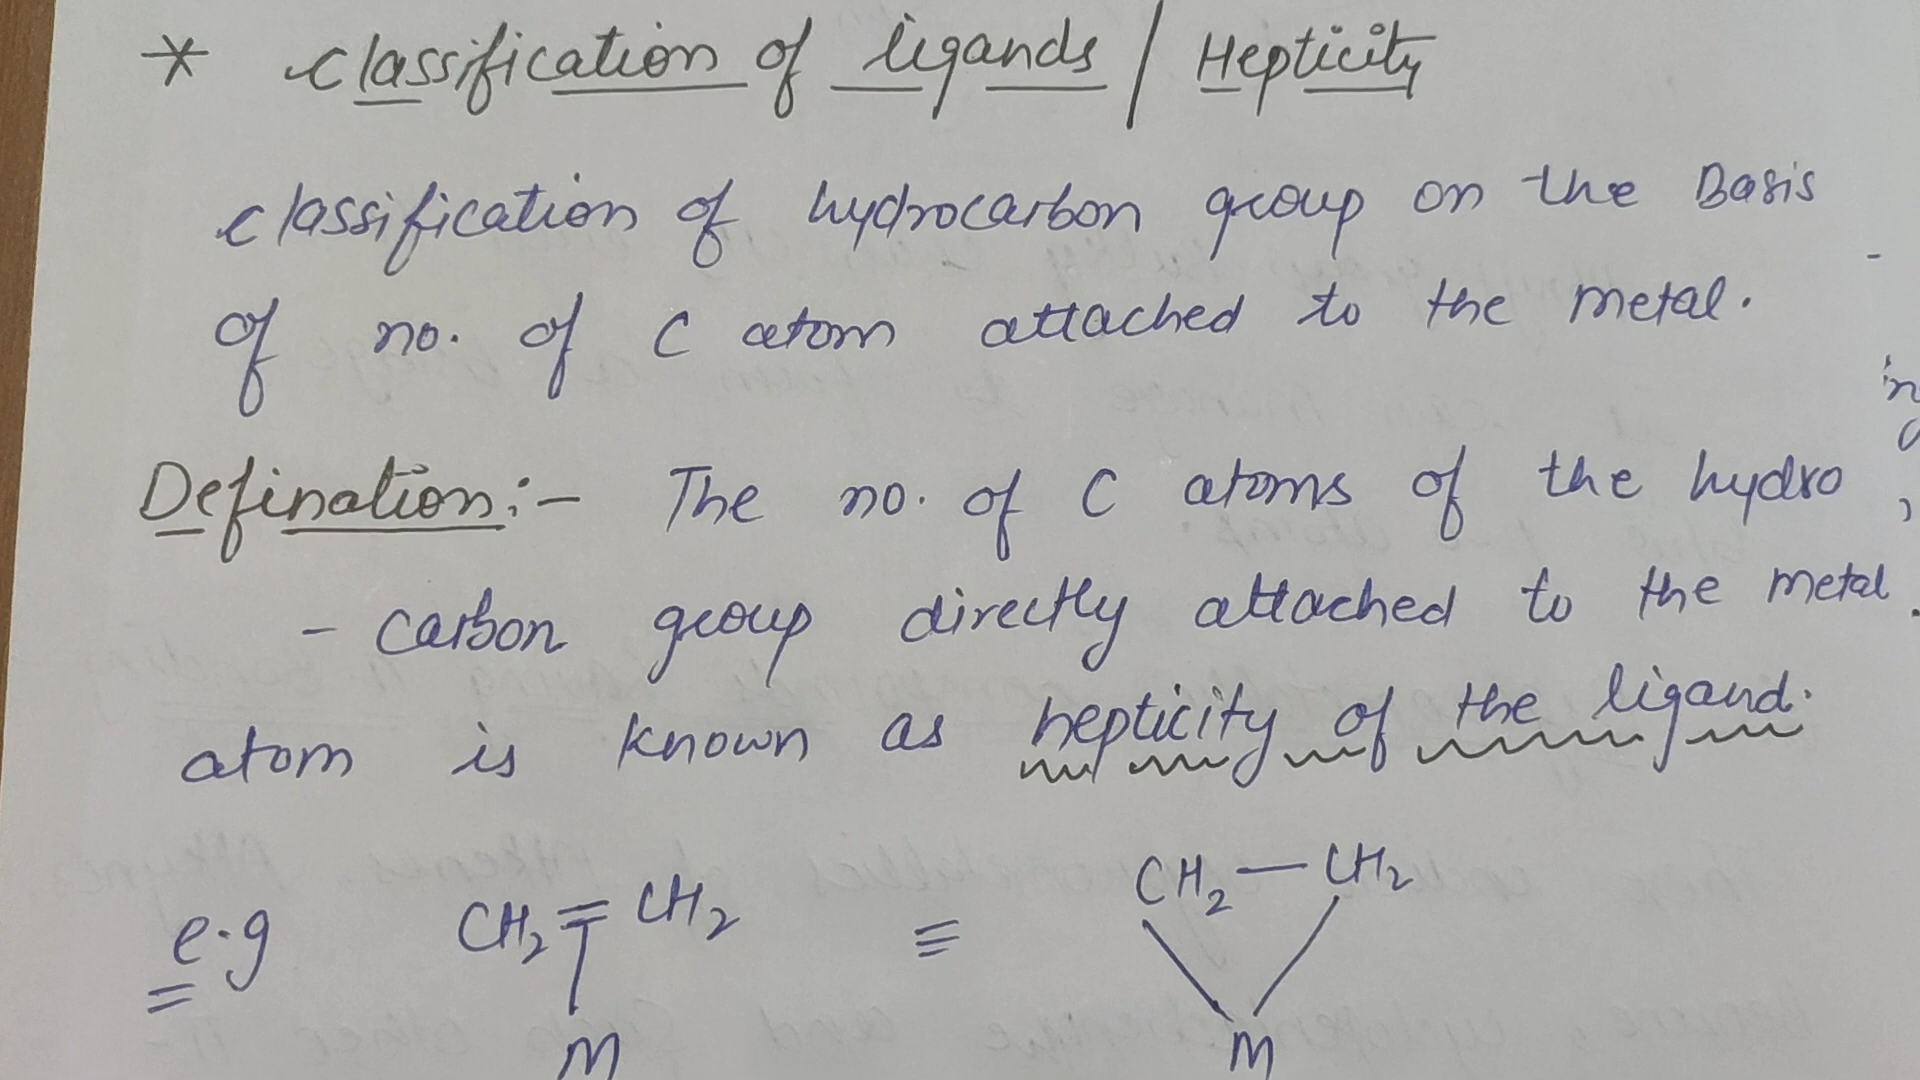 * Classification of ligands / Hepticity
classification of hydrocarbon group on the Basis
of no. of C atom attached to the metal.
Defination:- The no. of C atoms of the hydro
- carbon group directly attached to the metal
atom is known as hepticity of the ligand.
e.g CH2 = CH2 ≡ CH2 — CH2
M M